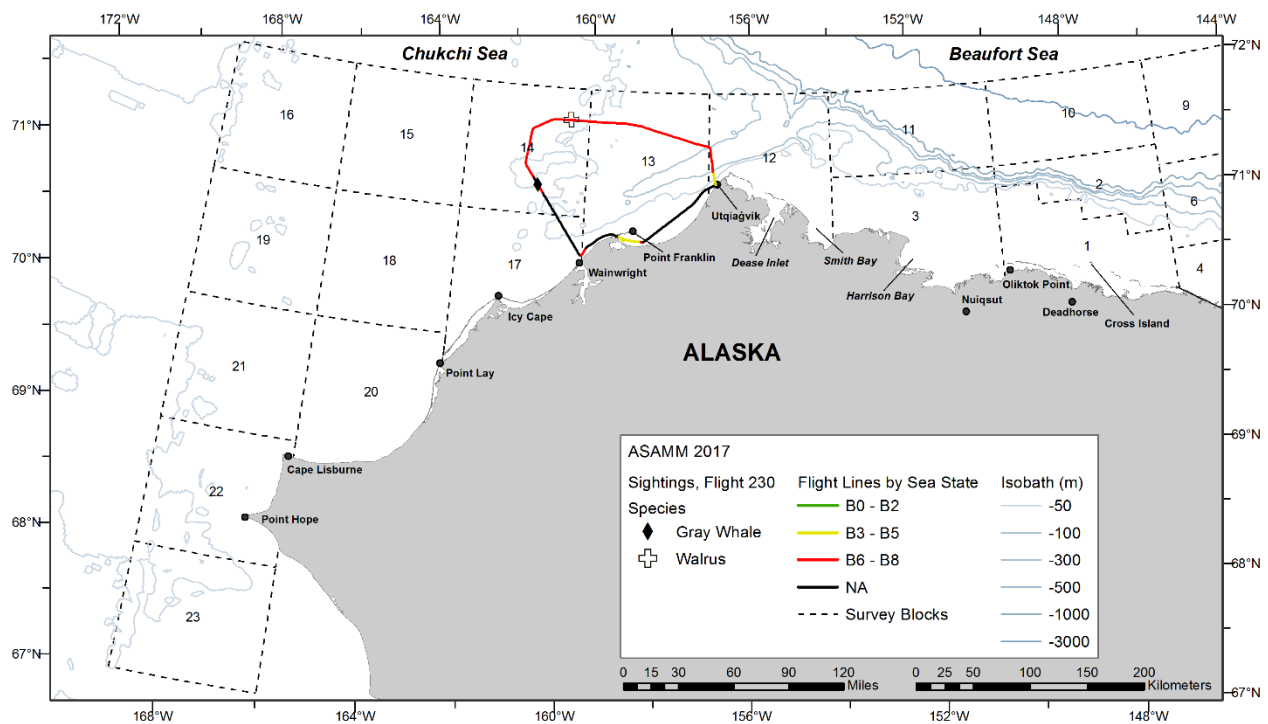 172°W 168°W 164°W 160°W 156°W 152°W 148°W 144°W
Chukchi Sea Beaufort Sea
72°N
71°N 71°N
70°N 70°N
69°N 69°N
68°N 68°N
67°N 67°N
16
15
14
13
12
11
10
9
2
6
3
1
4
19
18
17
21
20
22
23
Utqiaġvik
Point Franklin
Wainwright
Dease Inlet
Smith Bay
Harrison Bay
Oliktok Point
Nuiqsut
Deadhorse
Cross Island
Icy Cape
Point Lay
ALASKA
Cape Lisburne
Point Hope
ASAMM 2017
Sightings, Flight 230
Species
Gray Whale
Walrus
Flight Lines by Sea State
B0 - B2
B3 - B5
B6 - B8
NA
Survey Blocks
Isobath (m)
-50
-100
-300
-500
-1000
-3000
0 15 30 60 90 120
Miles
0 25 50 100 150 200
Kilometers
168°W 164°W 160°W 156°W 152°W 148°W